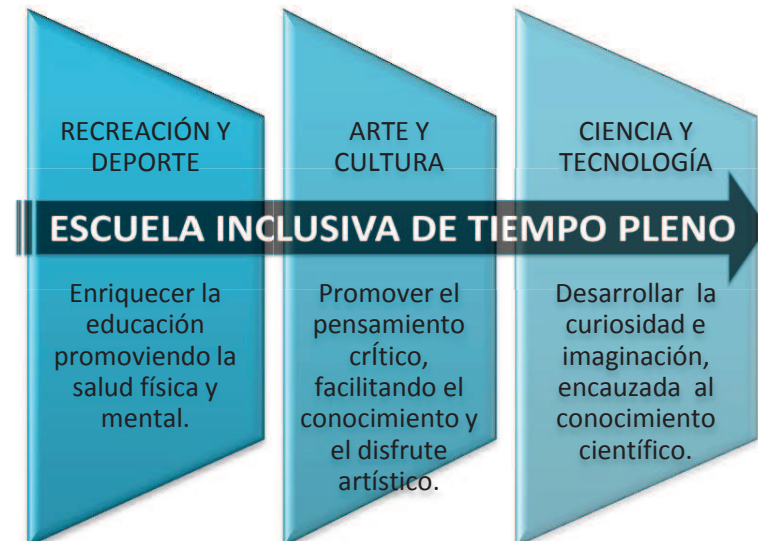 RECREACIÓN Y
DEPORTE
ARTE Y
CULTURA
CIENCIA Y
TECNOLOGÍA
ESCUELA INCLUSIVA DE TIEMPO PLENO
Enriquecer la
educación
promoviendo la
salud física y
mental.
Promover el
pensamiento
crítico,
facilitando el
conocimiento y
el disfrute
artístico.
Desarrollar la
curiosidad e
imaginación,
encauzada al
conocimiento
científico.